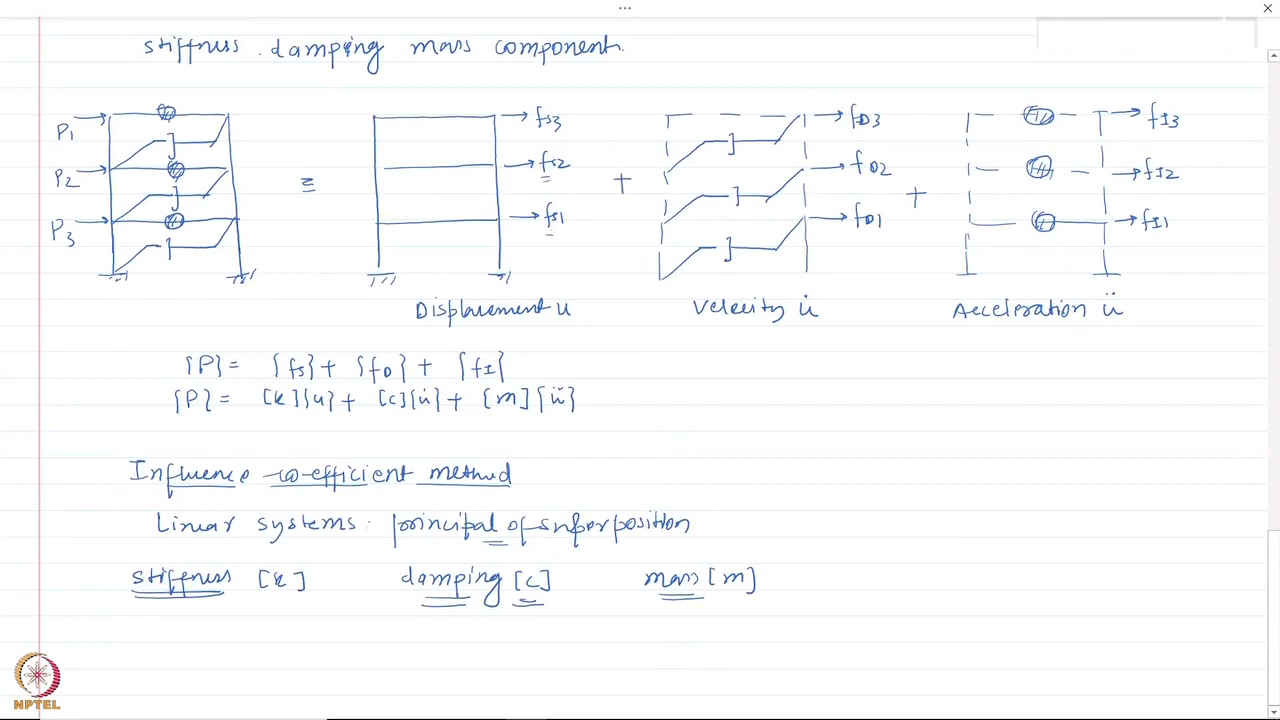 stiffness. damping mass component.
P1 fS3 fD3 fI3
P2 ≡ fS2 + fD2 + fI2
P3 fS1 fD1 fI1
Displacement u Velocity u̇ Acceleration ü
{P} = {fS} + {fD} + {fI}
{P} = [k]{u} + [c]{u̇} + [m]{ü}
Influence co-efficient method
Linear systems: principal of superposition
stiffness [k] damping [c] mass [m]
NPTEL